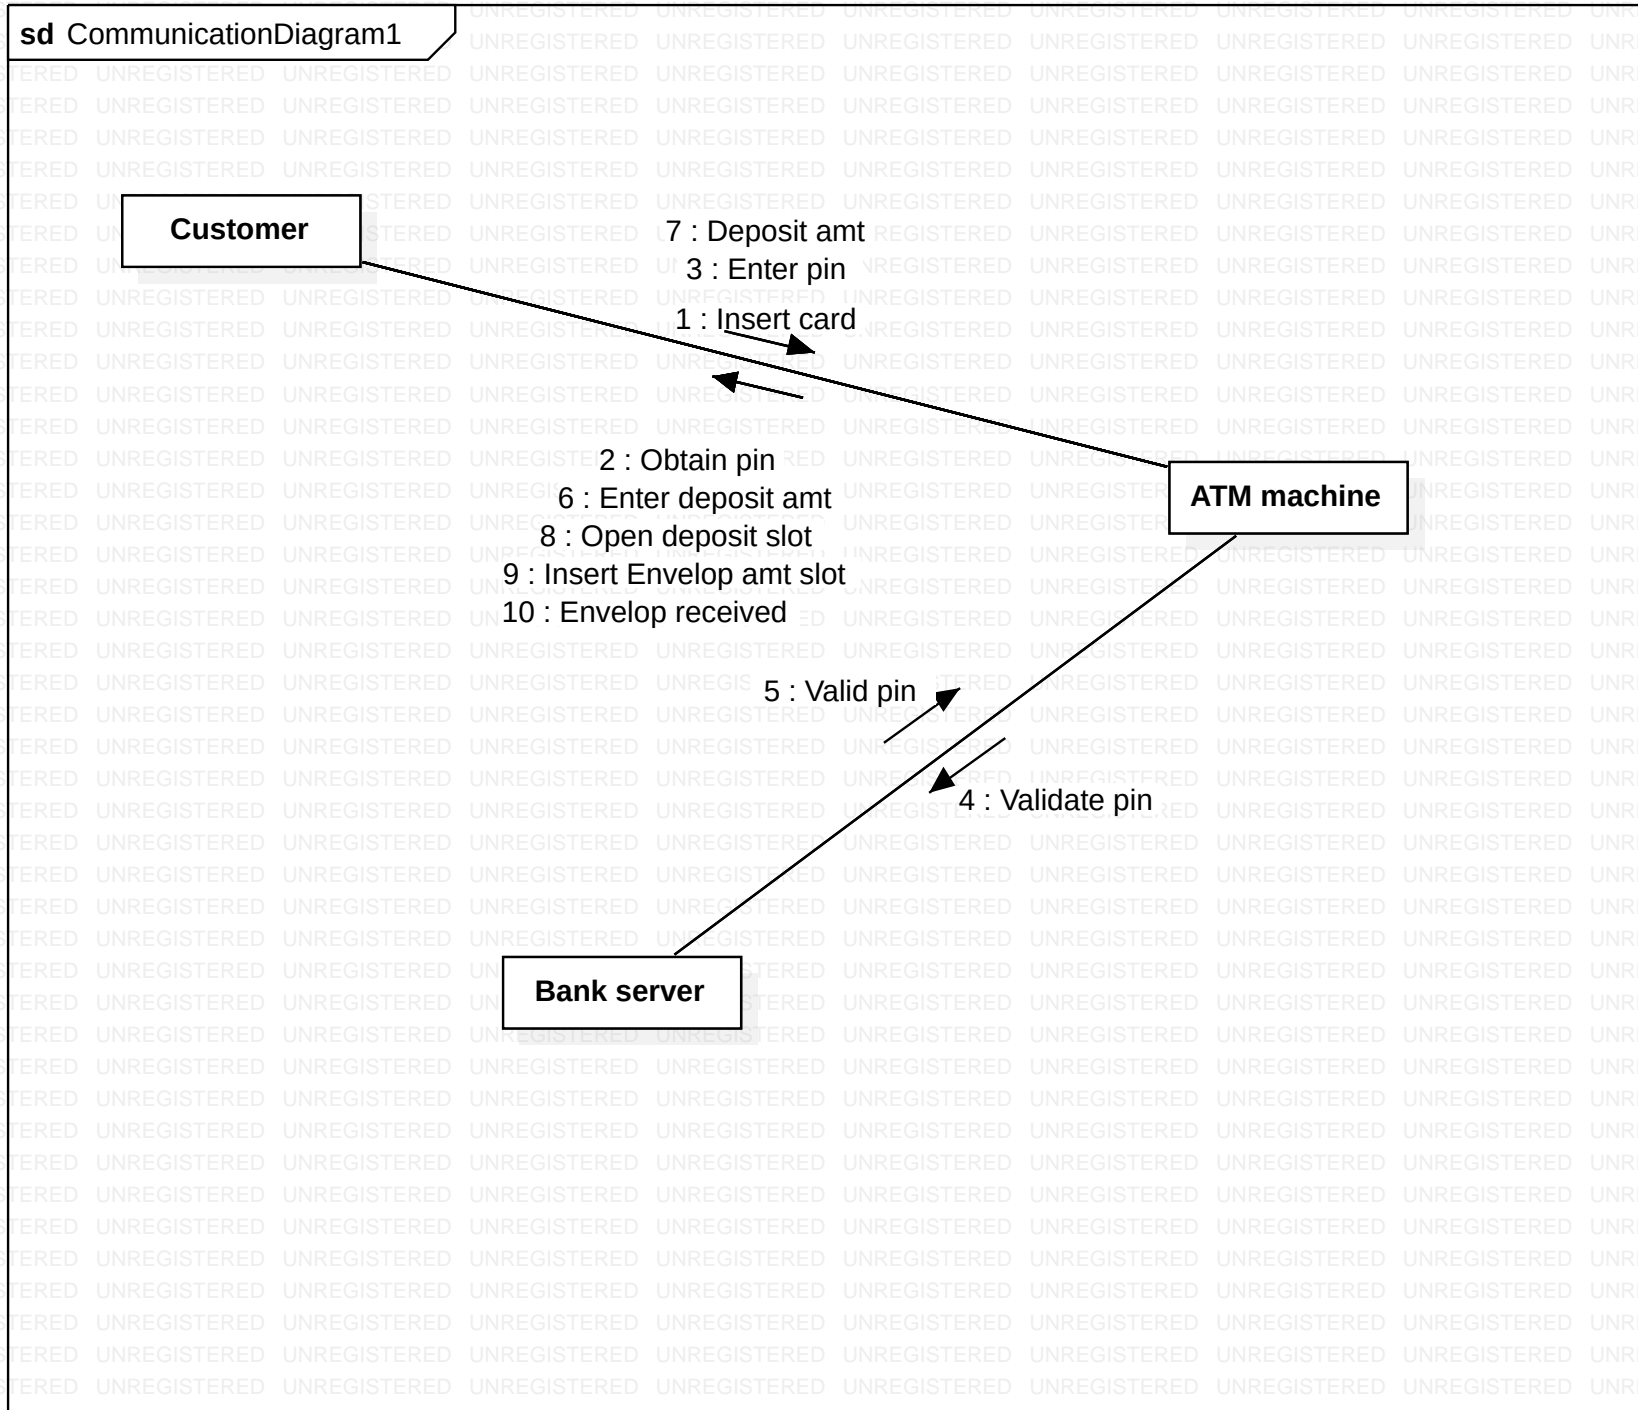 sd CommunicationDiagram1
Customer
7 : Deposit amt
3 : Enter pin
1 : Insert card
2 : Obtain pin
6 : Enter deposit amt
8 : Open deposit slot
9 : Insert Envelop amt slot
10 : Envelop received
ATM machine
5 : Valid pin
4 : Validate pin
Bank server
UNREGISTERED